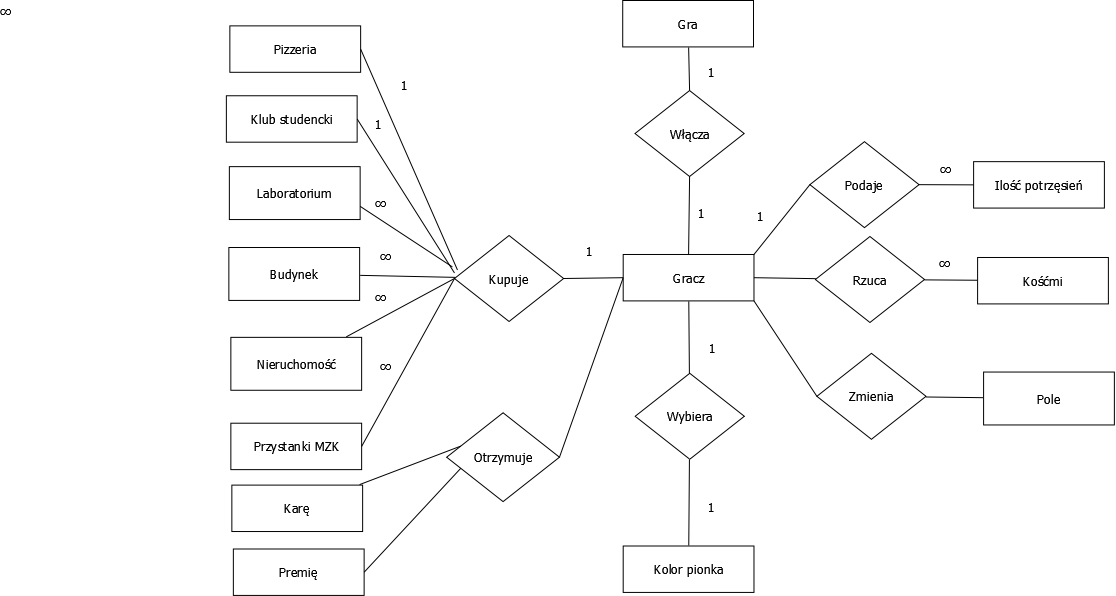 ∞
Gra
Pizzeria
1
1
Klub studencki
1
Włącza
Laboratorium
∞
Podaje
∞
Ilość potrzęsień
1
1
Budynek
∞
Kupuje
1
Gracz
Rzuca
∞
Kośćmi
∞
Nieruchomość
∞
1
Zmienia
Pole
Przystanki MZK
Wybiera
Otrzymuje
Karę
1
Premię
Kolor pionka